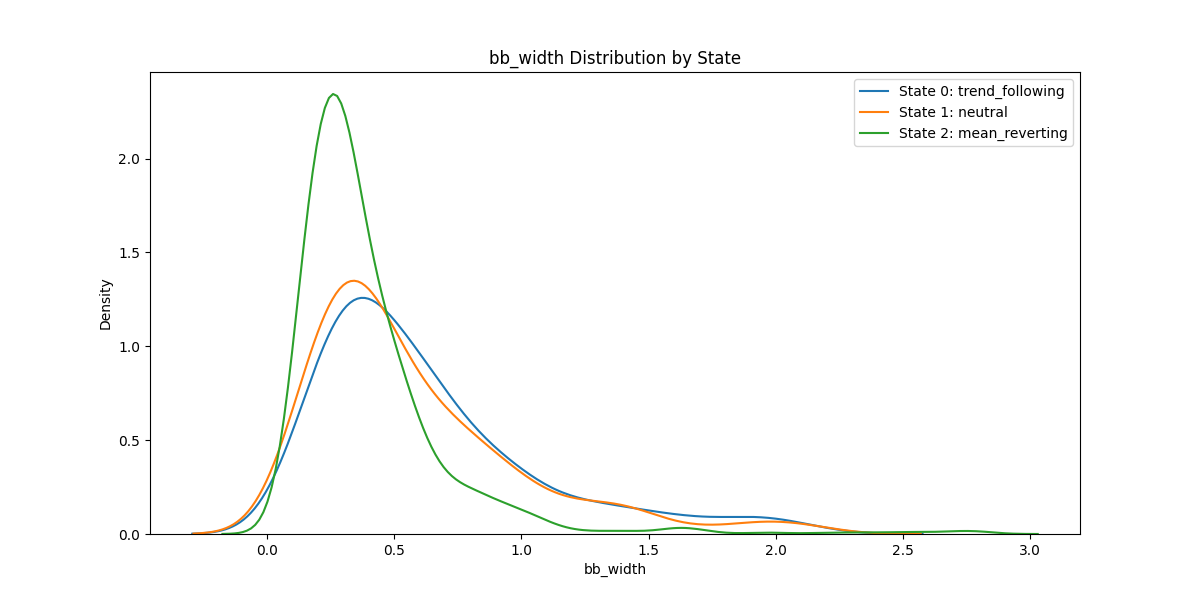 bb_width Distribution by State
State 0: trend_following
State 1: neutral
State 2: mean_reverting
Density
2.0
1.5
1.0
0.5
0.0
0.0 0.5 1.0 1.5 2.0 2.5 3.0
bb_width